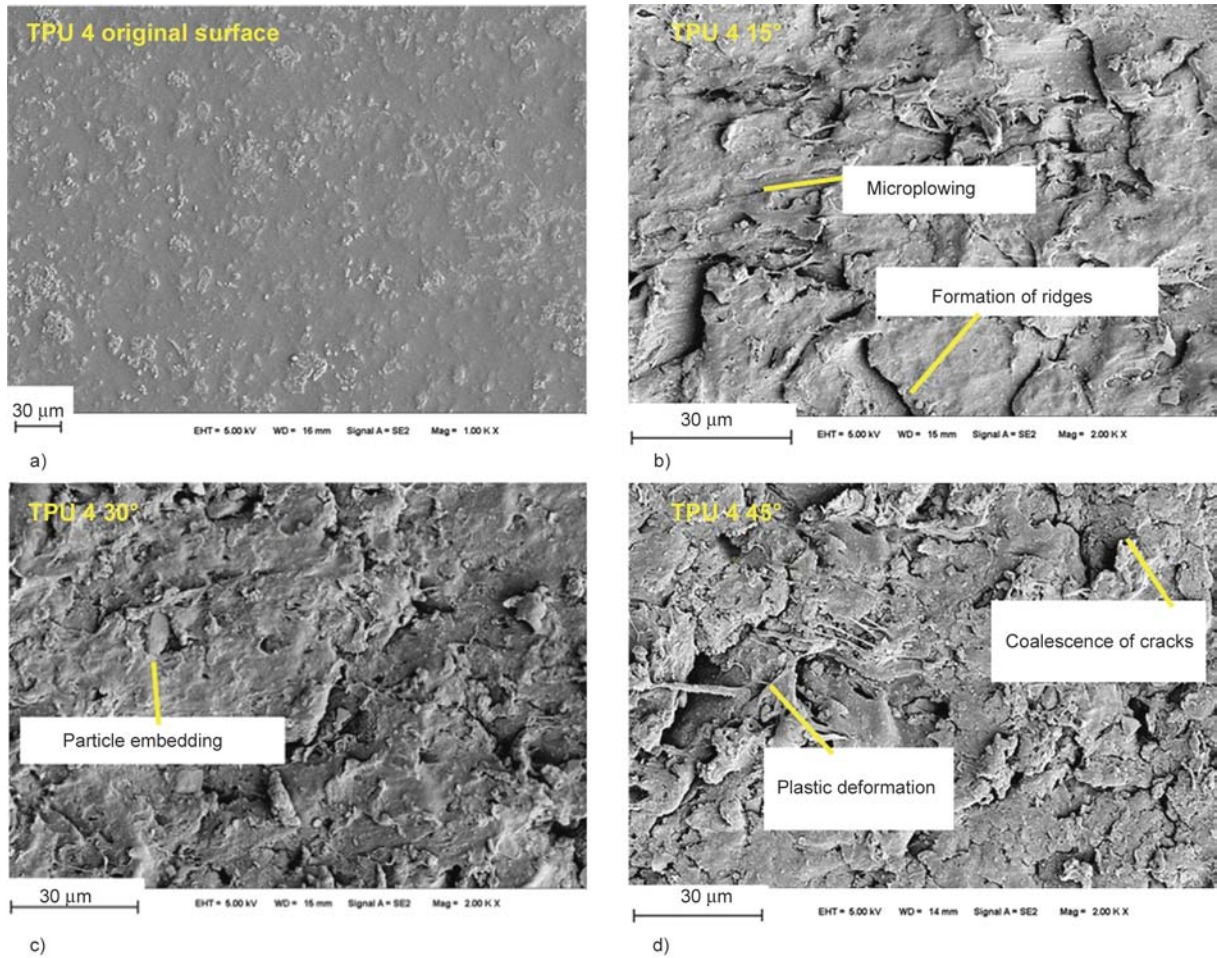 TPU 4 original surface
30 μm
EHT = 5.00 kV WD = 16 mm Signal A = SE2 Mag = 1.00 K X
a)
TPU 4 15°
Microplowing
Formation of ridges
30 μm
EHT = 5.00 kV WD = 15 mm Signal A = SE2 Mag = 2.00 K X
b)
TPU 4 30°
Particle embedding
30 μm
EHT = 5.00 kV WD = 15 mm Signal A = SE2 Mag = 2.00 K X
c)
TPU 4 45°
Coalescence of cracks
Plastic deformation
30 μm
EHT = 5.00 kV WD = 14 mm Signal A = SE2 Mag = 2.00 K X
d)